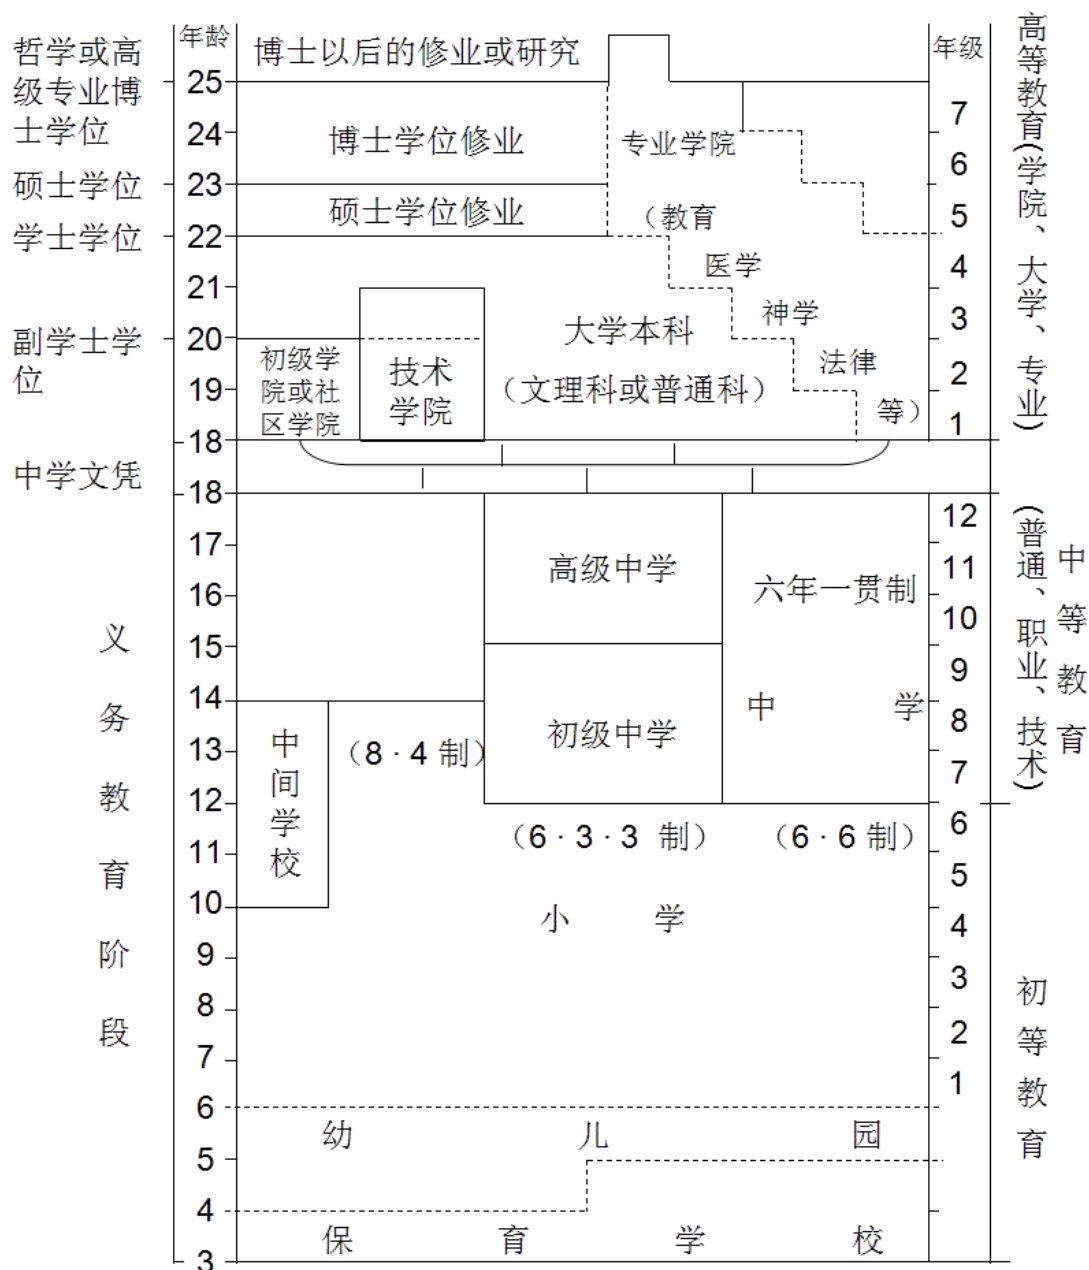 哲学或高
级专业博
士学位
硕士学位
学士学位
副学士学
位
中学文凭
义
务
教
育
阶
段
年龄
25
24
23
22
21
20
19
18
18
17
16
15
14
13
12
11
10
9
8
7
6
5
4
3
博士以后的修业或研究
博士学位修业
硕士学位修业
专业学院
(教育
医学
神学
法律
等)
大学本科
(文理科或普通科)
初级学
院或社
区学院
技术
学院
高级中学
六年一贯制
中 学
初级中学
中
间
学
校
(8·4 制)
(6·3·3 制)
(6·6 制)
小 学
幼 儿 园
保 育 学 校
年级
7
6
5
4
3
2
1
12
11
10
9
8
7
6
5
4
3
2
1
高等教育(学院、大学、专业)
中等教育
(普通、职业、技术)
初等教育